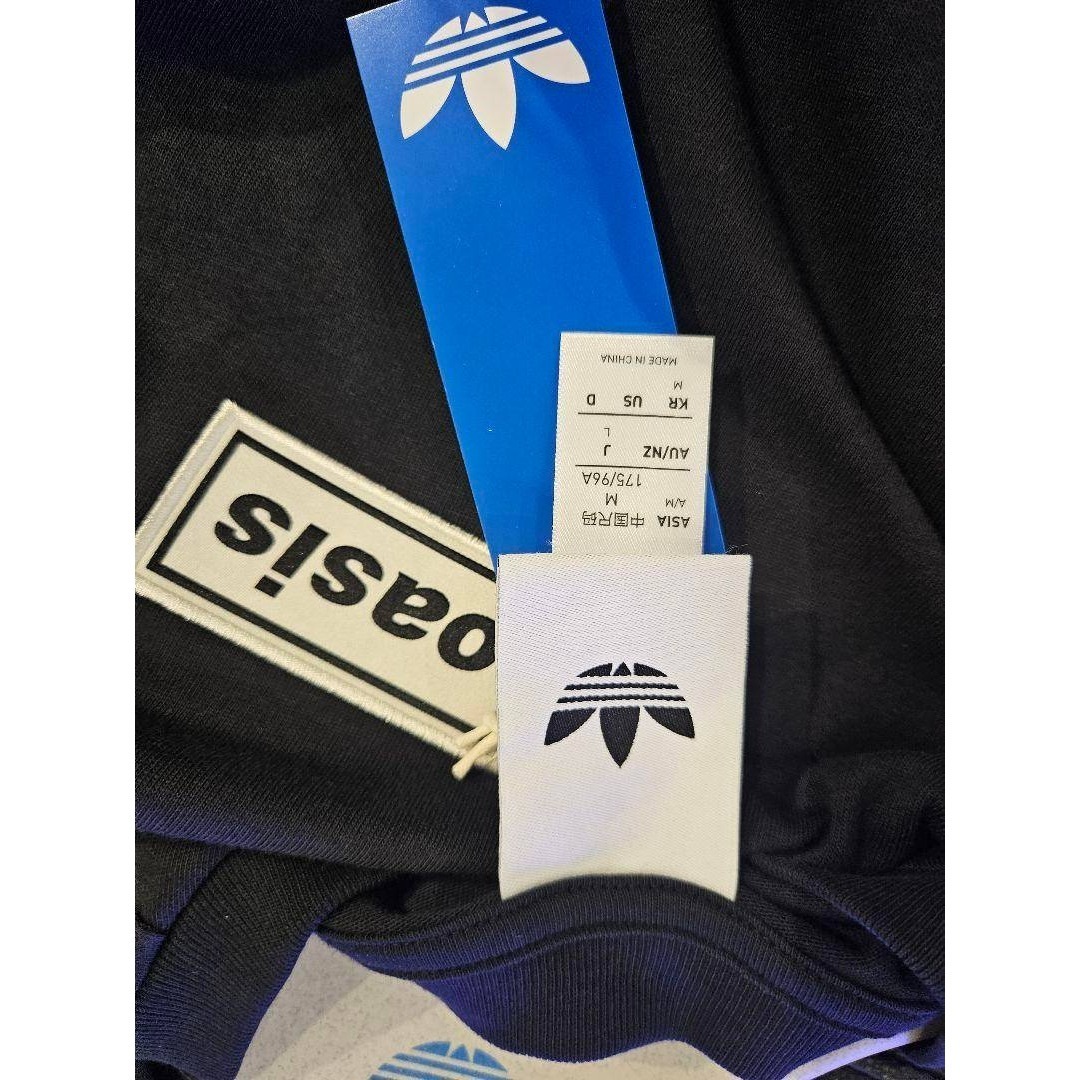 oasis
ASIA 中国尺码
A/M M
175/96A
AU/NZ J
L
KR US D
M
MADE IN CHINA